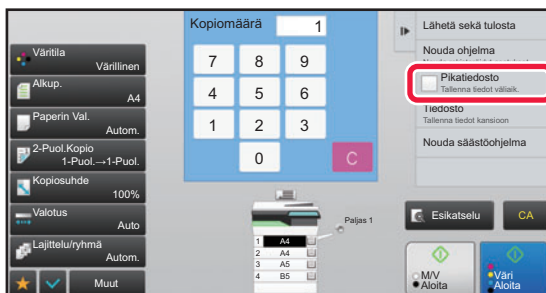 Väritila
Värillinen
Alkup.
A4
Paperin Val.
Autom.
2-Puol.Kopio
1-Puol.→1-Puol.
Kopiosuhde
100%
Valotus
Auto
Lajittelu/ryhmä
Autom.
Muut
Kopiomäärä 1
7 8 9
4 5 6
1 2 3
0 C
Paljas 1
1 A4
2 A4
3 A5
4 B5
Lähetä sekä tulosta
Nouda ohjelma
Pikatiedosto
Tallenna tiedot väliaik.
Tiedosto
Tallenna tiedot kansioon
Nouda säästöohjelma
Esikatselu
CA
M/V
Aloita
Väri
Aloita